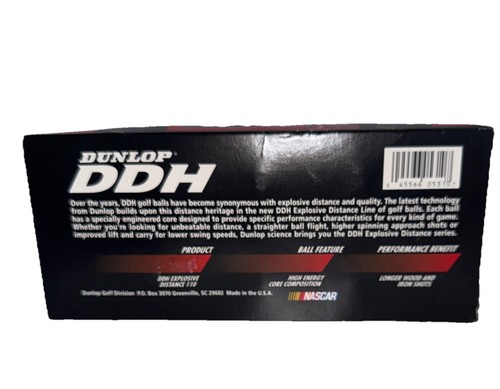 DUNLOP®
DDH
Over the years, DDH golf balls have become synonymous with explosive distance and quality. The latest technology
from Dunlop builds upon this distance heritage in the new DDH Explosive Distance Line of golf balls. Each ball
has a specially engineered core designed to provide specific performance characteristics for every kind of game.
Whether you're looking for unbeatable distance, a straighter ball flight, higher spinning approach shots or
improved lift and carry for lower swing speeds, Dunlop science brings you the DDH Explosive Distance series.
PRODUCT BALL FEATURE PERFORMANCE BENEFIT
DDH EXPLOSIVE HIGH ENERGY LONGER WOOD AND
DISTANCE 110 CORE COMPOSITION IRON SHOTS
Dunlop Golf Division P.O. Box 3070 Greenville, SC 29602 Made in the U.S.A. NASCAR